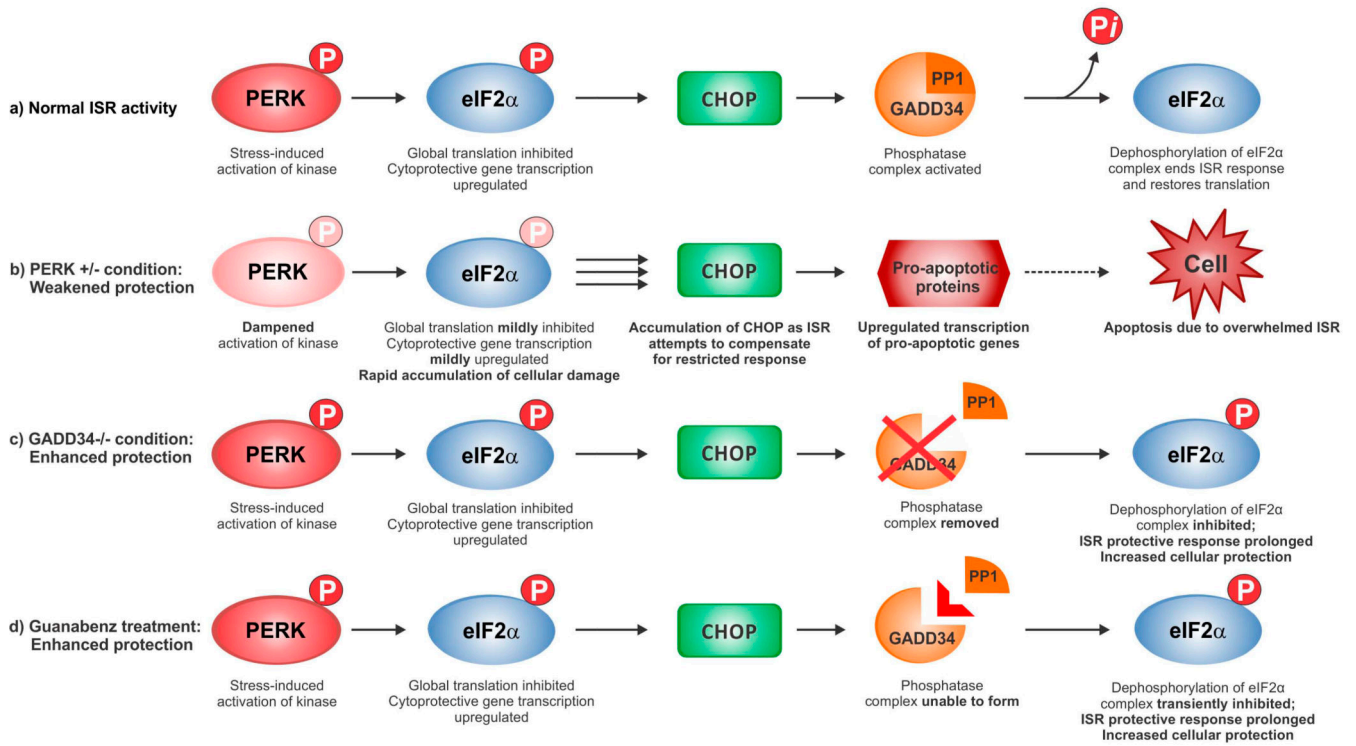 P
P
Pi
PERK
eIF2α
CHOP
PP1
GADD34
eIF2α
a) Normal ISR activity
Stress-induced
activation of kinase
Global translation inhibited
Cytoprotective gene transcription
upregulated
Phosphatase
complex activated
Dephosphorylation of eIF2α
complex ends ISR response
and restores translation
P
P
b) PERK +/- condition:
Weakened protection
PERK
eIF2α
CHOP
Pro-apoptotic
proteins
Cell
Dampened
activation of kinase
Global translation mildly inhibited
Cytoprotective gene transcription
mildly upregulated
Rapid accumulation of cellular damage
Accumulation of CHOP as ISR
attempts to compensate
for restricted response
Upregulated transcription
of pro-apoptotic genes
Apoptosis due to overwhelmed ISR
P
P
PP1
P
c) GADD34-/- condition:
Enhanced protection
PERK
eIF2α
CHOP
GADD34
eIF2α
Stress-induced
activation of kinase
Global translation inhibited
Cytoprotective gene transcription
upregulated
Phosphatase
complex removed
Dephosphorylation of eIF2α
complex inhibited;
ISR protective response prolonged
Increased cellular protection
P
P
PP1
P
d) Guanabenz treatment:
Enhanced protection
PERK
eIF2α
CHOP
GADD34
eIF2α
Stress-induced
activation of kinase
Global translation inhibited
Cytoprotective gene transcription
upregulated
Phosphatase
complex unable to form
Dephosphorylation of eIF2α
complex transiently inhibited;
ISR protective response prolonged
Increased cellular protection